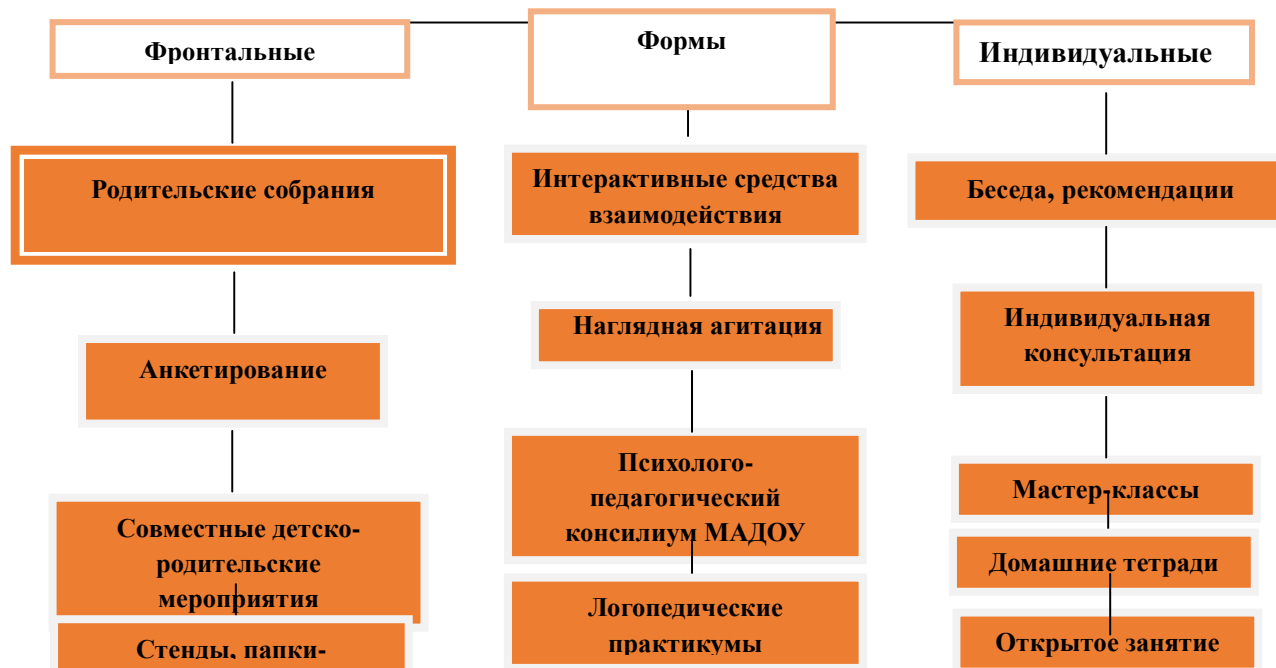 Фронтальные
Формы
Индивидуальные
Родительские собрания
Анкетирование
Совместные детско-
родительские
мероприятия
Стенды, папки-
Интерактивные средства
взаимодействия
Наглядная агитация
Психолого-
педагогический
консилиум МАДОУ
Логопедические
практикумы
Беседа, рекомендации
Индивидуальная
консультация
Мастер-классы
Домашние тетради
Открытое занятие